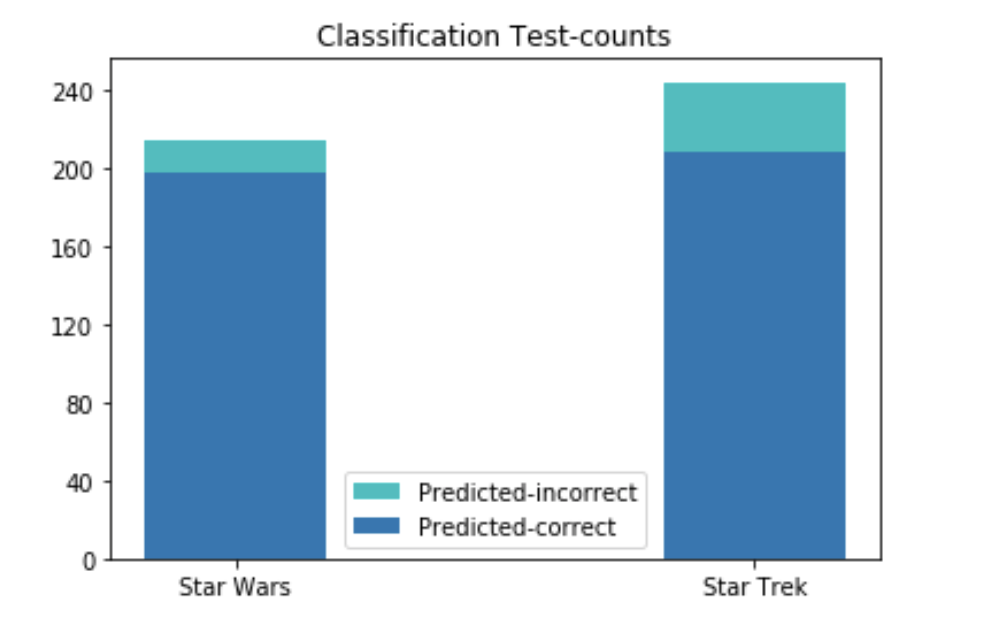 Classification Test-counts
240
200
160
120
80
40
0
Predicted-incorrect
Predicted-correct
Star Wars
Star Trek